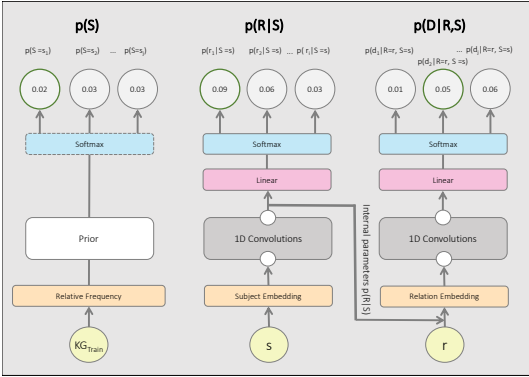 p(S)
p(R|S)
p(D|R,S)
p(S =s₁)
p(S=s₂)
...
p(S=sⱼ)
p(r₁|S =s)
p(r₂|S =s)
... p( rᵢ|S =s)
p(d₁|R=r, S=s)
... p(dⱼ|R=r, S=s)
p(d₂|R=r, S =s)
0.02
0.03
0.03
0.09
0.06
0.03
0.01
0.05
0.06
Softmax
Softmax
Softmax
Linear
Linear
Prior
1D Convolutions
Internal parameters p(R|S)
1D Convolutions
Relative Frequency
Subject Embedding
Relation Embedding
KG_Train
s
r